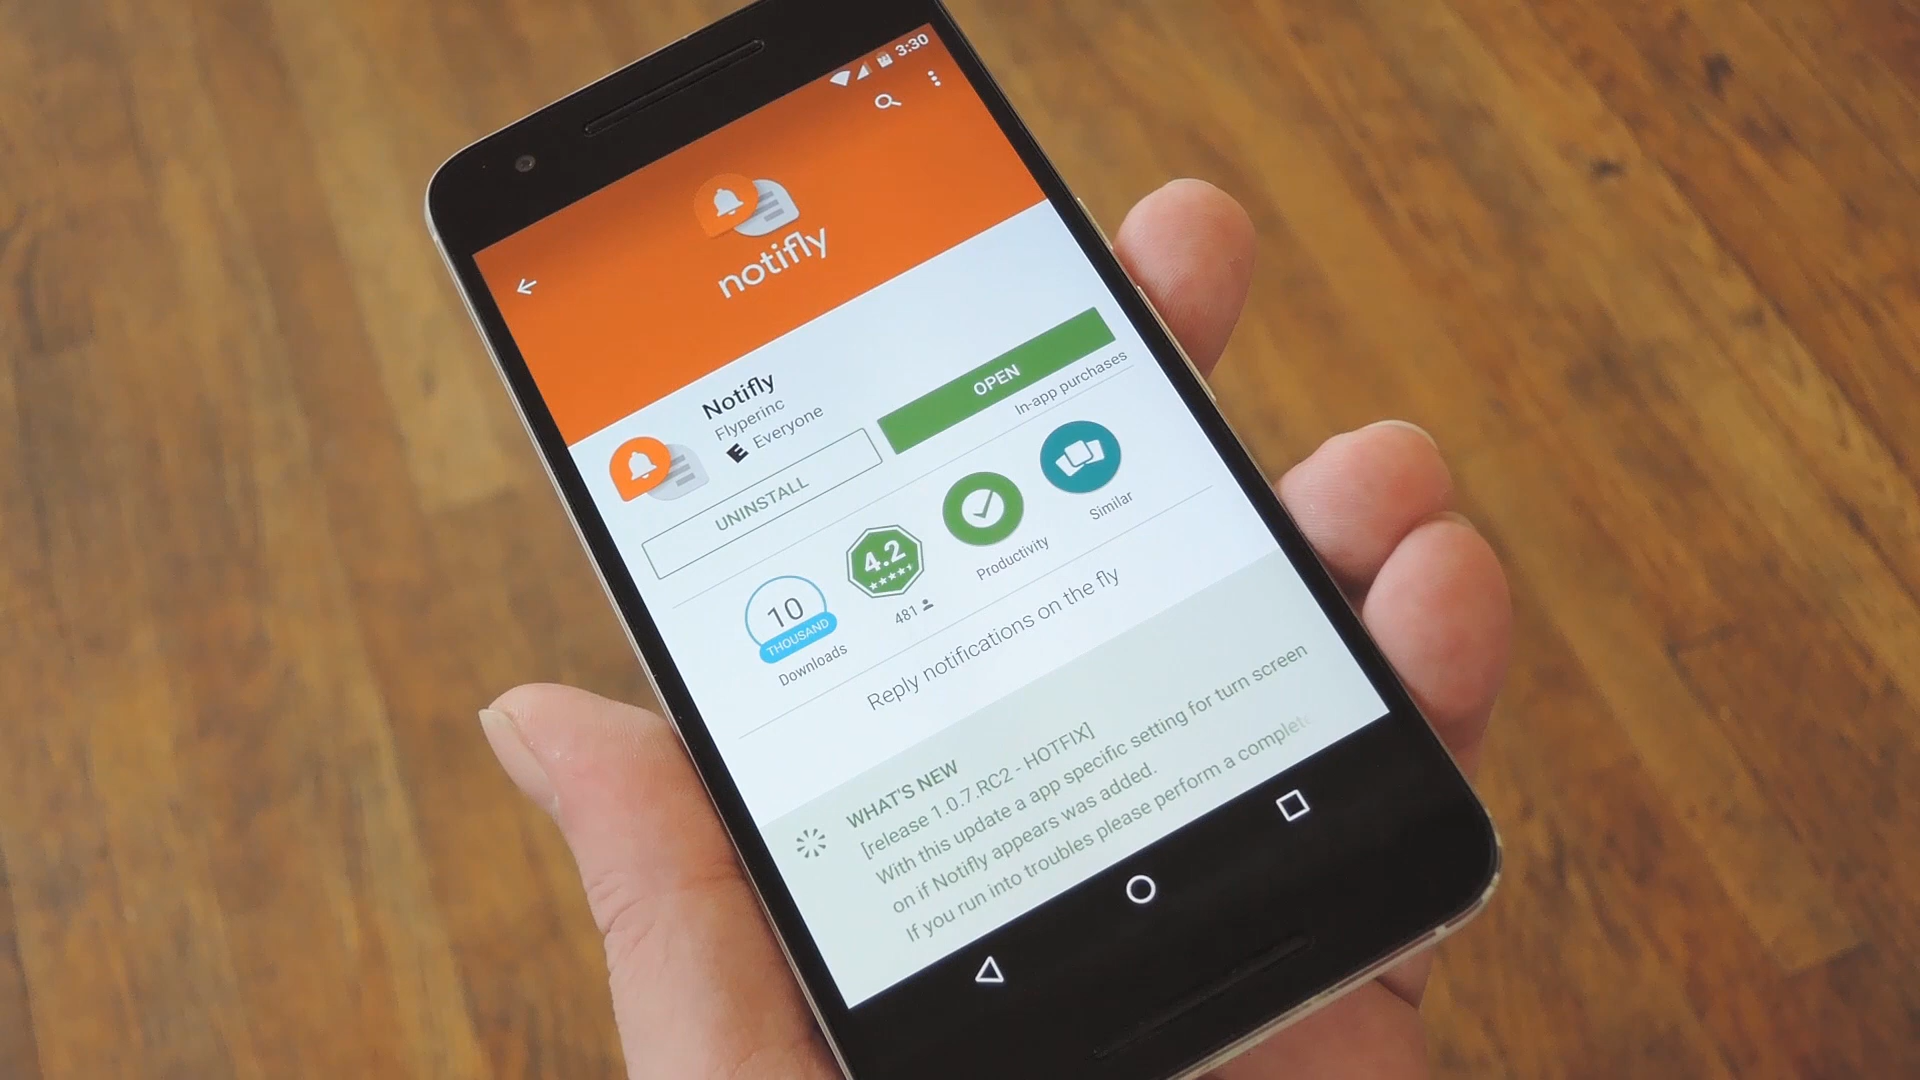 3:30
notifly
Notifly
Flyperinc
E Everyone
UNINSTALL
OPEN
In-app purchases
10
THOUSAND
Downloads
4.2
481
Productivity
Similar
Reply notifications on the fly
WHAT'S NEW
[release 1.0.7.RC2 - HOTFIX]
With this update a app specific setting for turn screen
on if Notifly appears was added.
If you run into troubles please perform a complete